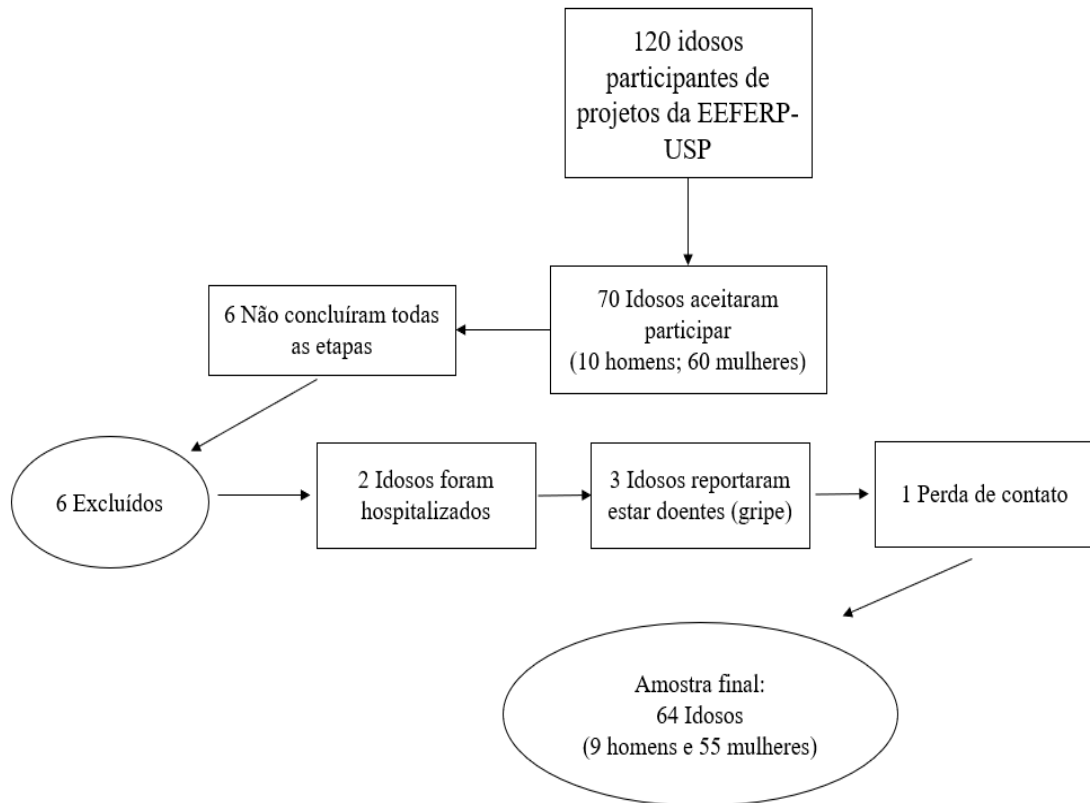 120 idosos
participantes de
projetos da EEFERP-
USP
70 Idosos aceitaram
participar
(10 homens; 60 mulheres)
6 Não concluíram todas
as etapas
6 Excluídos
2 Idosos foram
hospitalizados
3 Idosos reportaram
estar doentes (gripe)
1 Perda de contato
Amostra final:
64 Idosos
(9 homens e 55 mulheres)